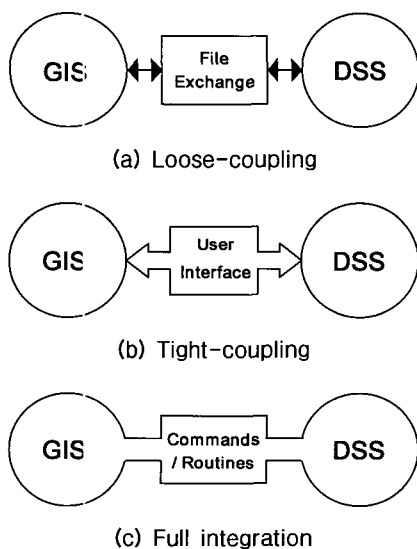 GIS
File
Exchange
DSS
(a) Loose-coupling
GIS
User
Interface
DSS
(b) Tight-coupling
GIS
Commands
/ Routines
DSS
(c) Full integration